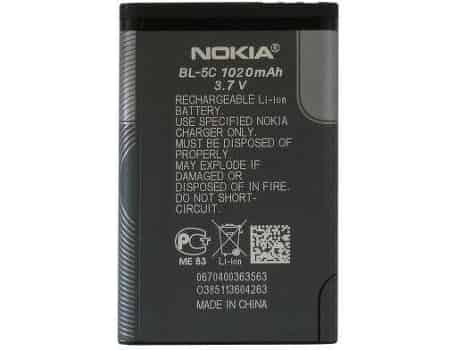 NOKIA
BL-5C 1020mAh
3.7 V
RECHARGEABLE Li-ion
BATTERY.
USE SPECIFIED NOKIA
CHARGER ONLY.
MUST BE DISPOSED OF
PROPERLY.
MAY EXPLODE IF
DAMAGED OR
DISPOSED OF IN FIRE.
DO NOT SHORT-
CIRCUIT.
ME 83 Li-ion
0670400363563
O385113604263
MADE IN CHINA